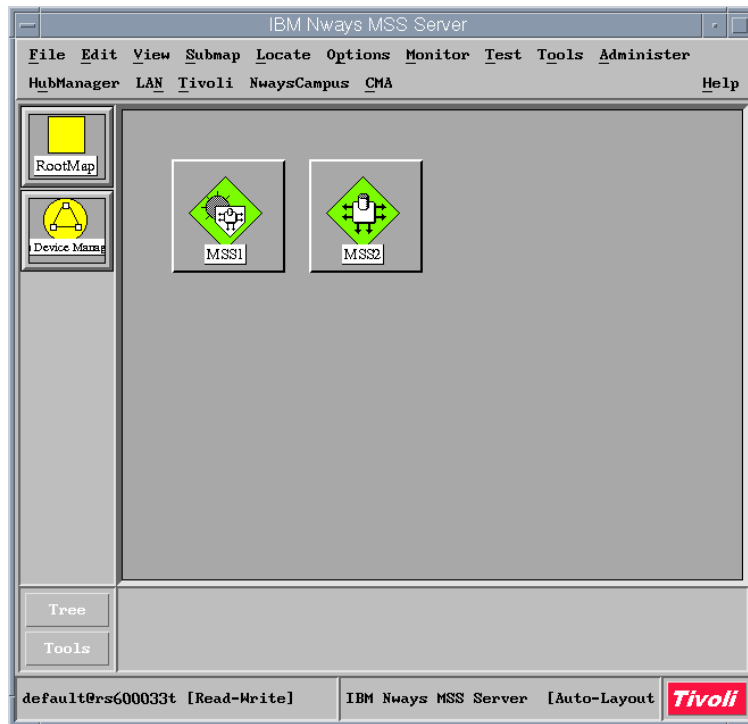 IBM Nways MSS Server
File Edit View Submap Locate Options Monitor Test Tools Administer
HubManager LAN Tivoli NwaysCampus CMA Help
RootMap
Device Manag
MSS1 MSS2
Tree
Tools
default@rs600033t [Read-Write] IBM Nways MSS Server [Auto-Layout Tivoli